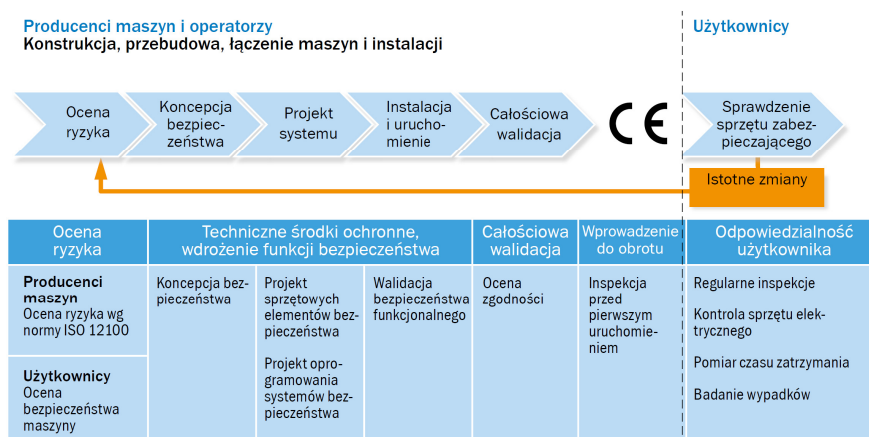 Producenci maszyn i operatorzy
Konstrukcja, przebudowa, łączenie maszyn i instalacji
Użytkownicy
Ocena
ryzyka
Koncepcja
bezpiec-
zeństwa
Projekt
systemu
Instalacja
i urucho-
mienie
Całościowa
walidacja
CE
Sprawdzenie
sprzętu zabez-
pieczającego
Istotne zmiany
Ocena
ryzyka
Techniczne środki ochronne,
wdrożenie funkcji bezpieczeństwa
Całościowa
walidacja
Wprowadzenie
do obrotu
Odpowiedzialność
użytkownika
Producenci
maszyn
Ocena ryzyka wg
normy ISO 12100
Użytkownicy
Ocena
bezpieczeństwa
maszyny
Koncepcja bez-
pieczeństwa
Projekt
sprzętowych
elementów bez-
pieczeństwa
Projekt opro-
gramowania
systemów bez-
pieczeństwa
Walidacja
bezpieczeństwa
funkcjonalnego
Ocena
zgodności
Inspekcja
przed
pierwszym
uruchomie-
niem
Regularne inspekcje
Kontrola sprzętu elek-
trycznego
Pomiar czasu zatrzymania
Badanie wypadków